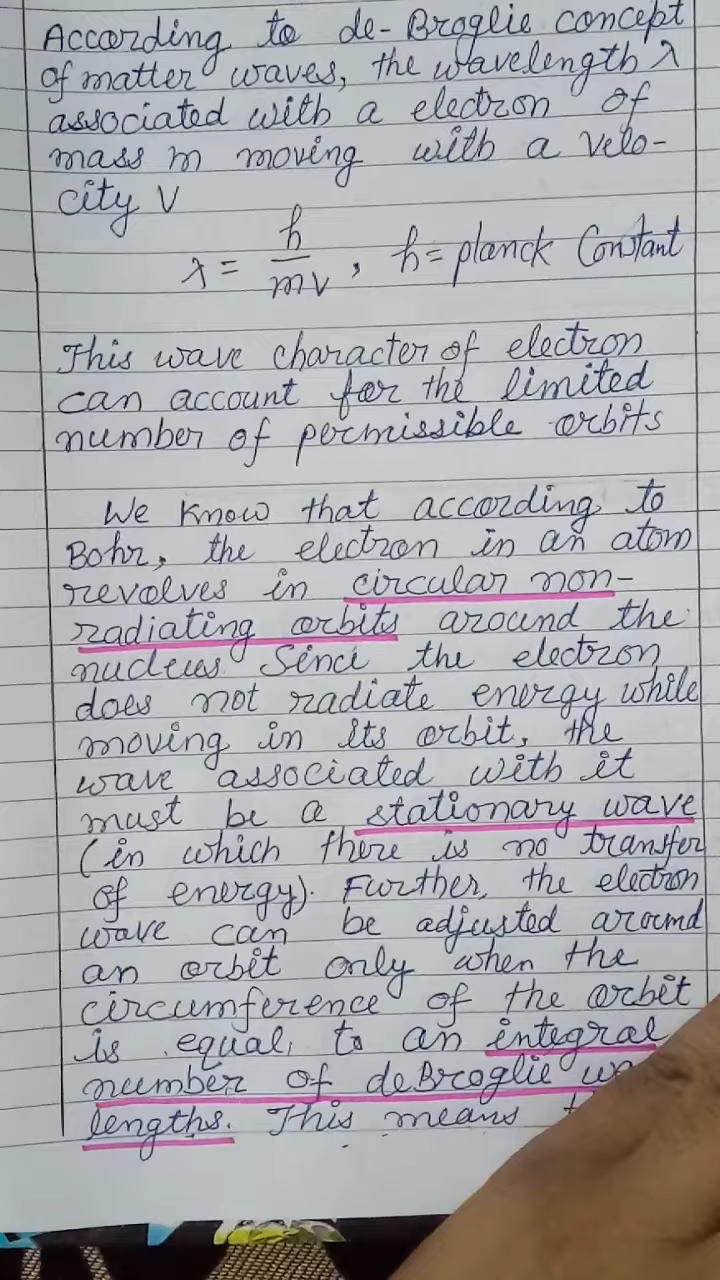 According to de-Broglie concept
of matter waves, the wavelength λ
associated with a electron of
mass m moving with a velo-
city v
λ = h/mv, h = planck Constant
This wave character of electron
can account for the limited
number of permissible orbits
We know that according to
Bohr, the electron in an atom
revolves in circular non-
radiating orbits around the
nucleus. Since the electron
does not radiate energy while
moving in its orbit, the
wave associated with it
must be a stationary wave
(in which there is no transfer
of energy). Further, the electron
wave can be adjusted around
an orbit only when the
circumference of the orbit
is equal to an integral
number of deBroglie
lengths. This means